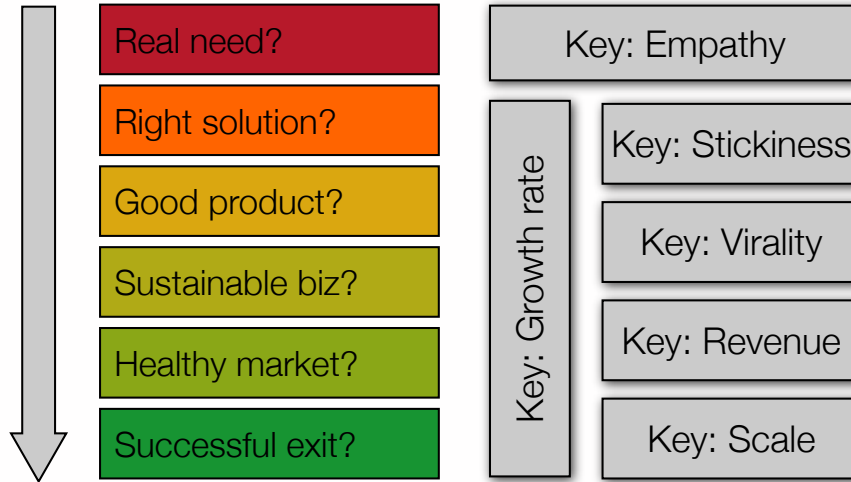 Real need?
Right solution?
Good product?
Sustainable biz?
Healthy market?
Successful exit?
Key: Empathy
Key: Growth rate
Key: Stickiness
Key: Virality
Key: Revenue
Key: Scale